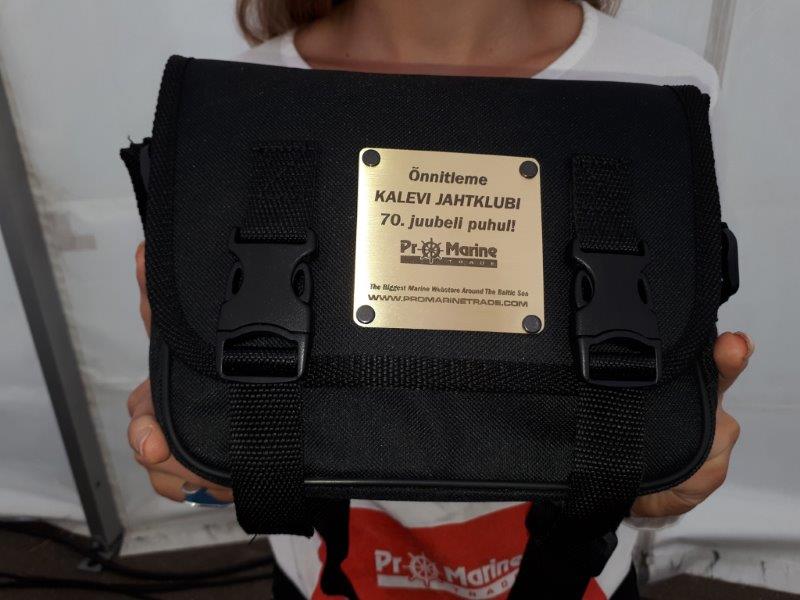 Õnnitleme
KALEVI JAHTKLUBI
70. juubeli puhul!
Pro Marine
TRADE
The Biggest Marine Webstore Around The Baltic Sea
WWW.PROMARINETRADE.COM
Pro Marine
TRADE